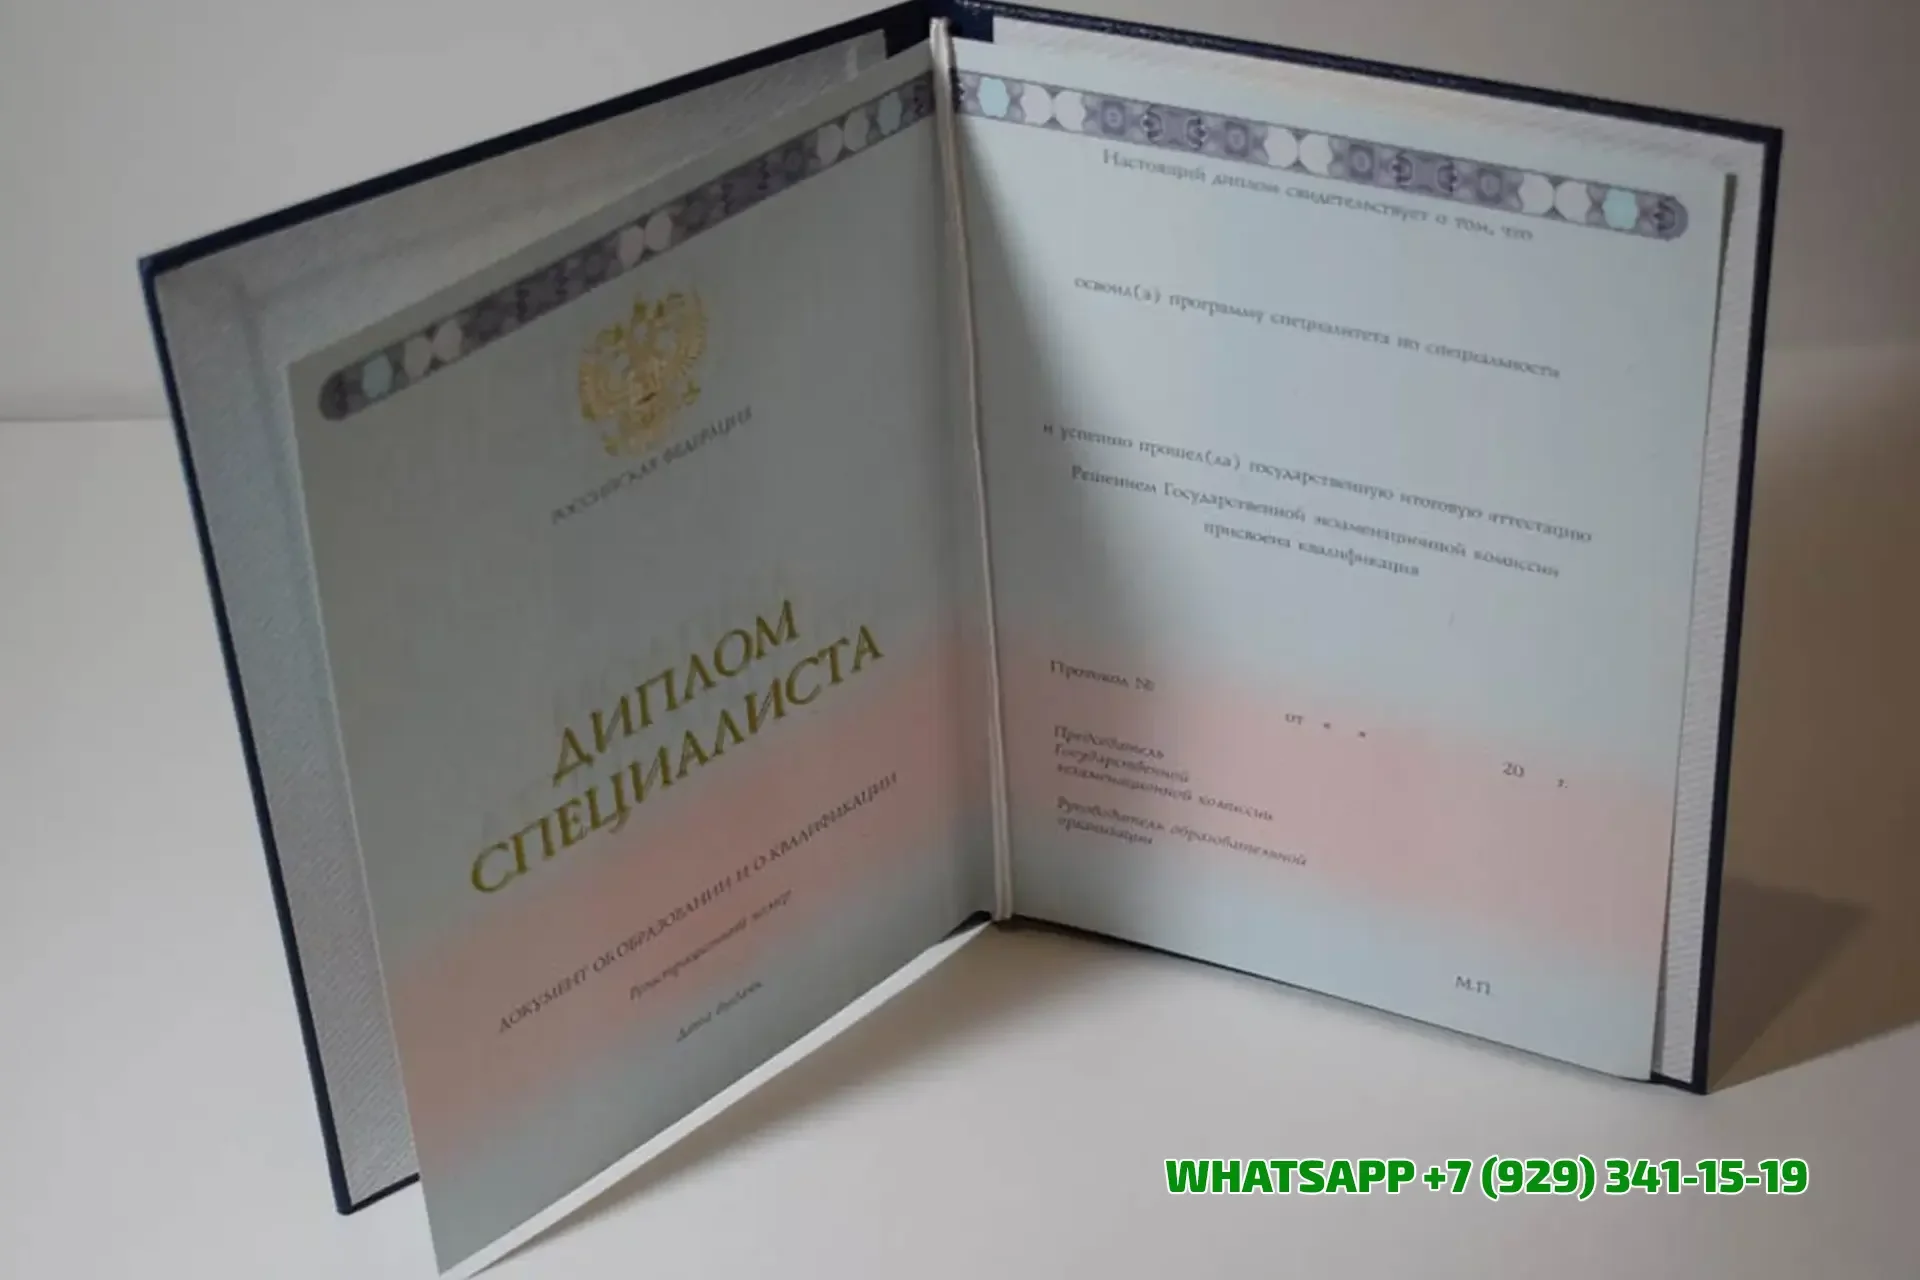 РОССИЙСКАЯ ФЕДЕРАЦИЯ
ДИПЛОМ
СПЕЦИАЛИСТА
ДОКУМЕНТ ОБ ОБРАЗОВАНИИ И О КВАЛИФИКАЦИИ
Регистрационный номер
Дата выдачи
Настоящий диплом свидетельствует о том, что
освоил(а) программу специалитета по специальности
и успешно прошел(ла) государственную итоговую аттестацию
Решением Государственной экзаменационной комиссии
присвоена квалификация
Протокол №
от « »
20 г.
Председатель
Государственной
экзаменационной комиссии
Руководитель образовательной
организации
М.П.
WHATSAPP +7 (929) 341-15-19